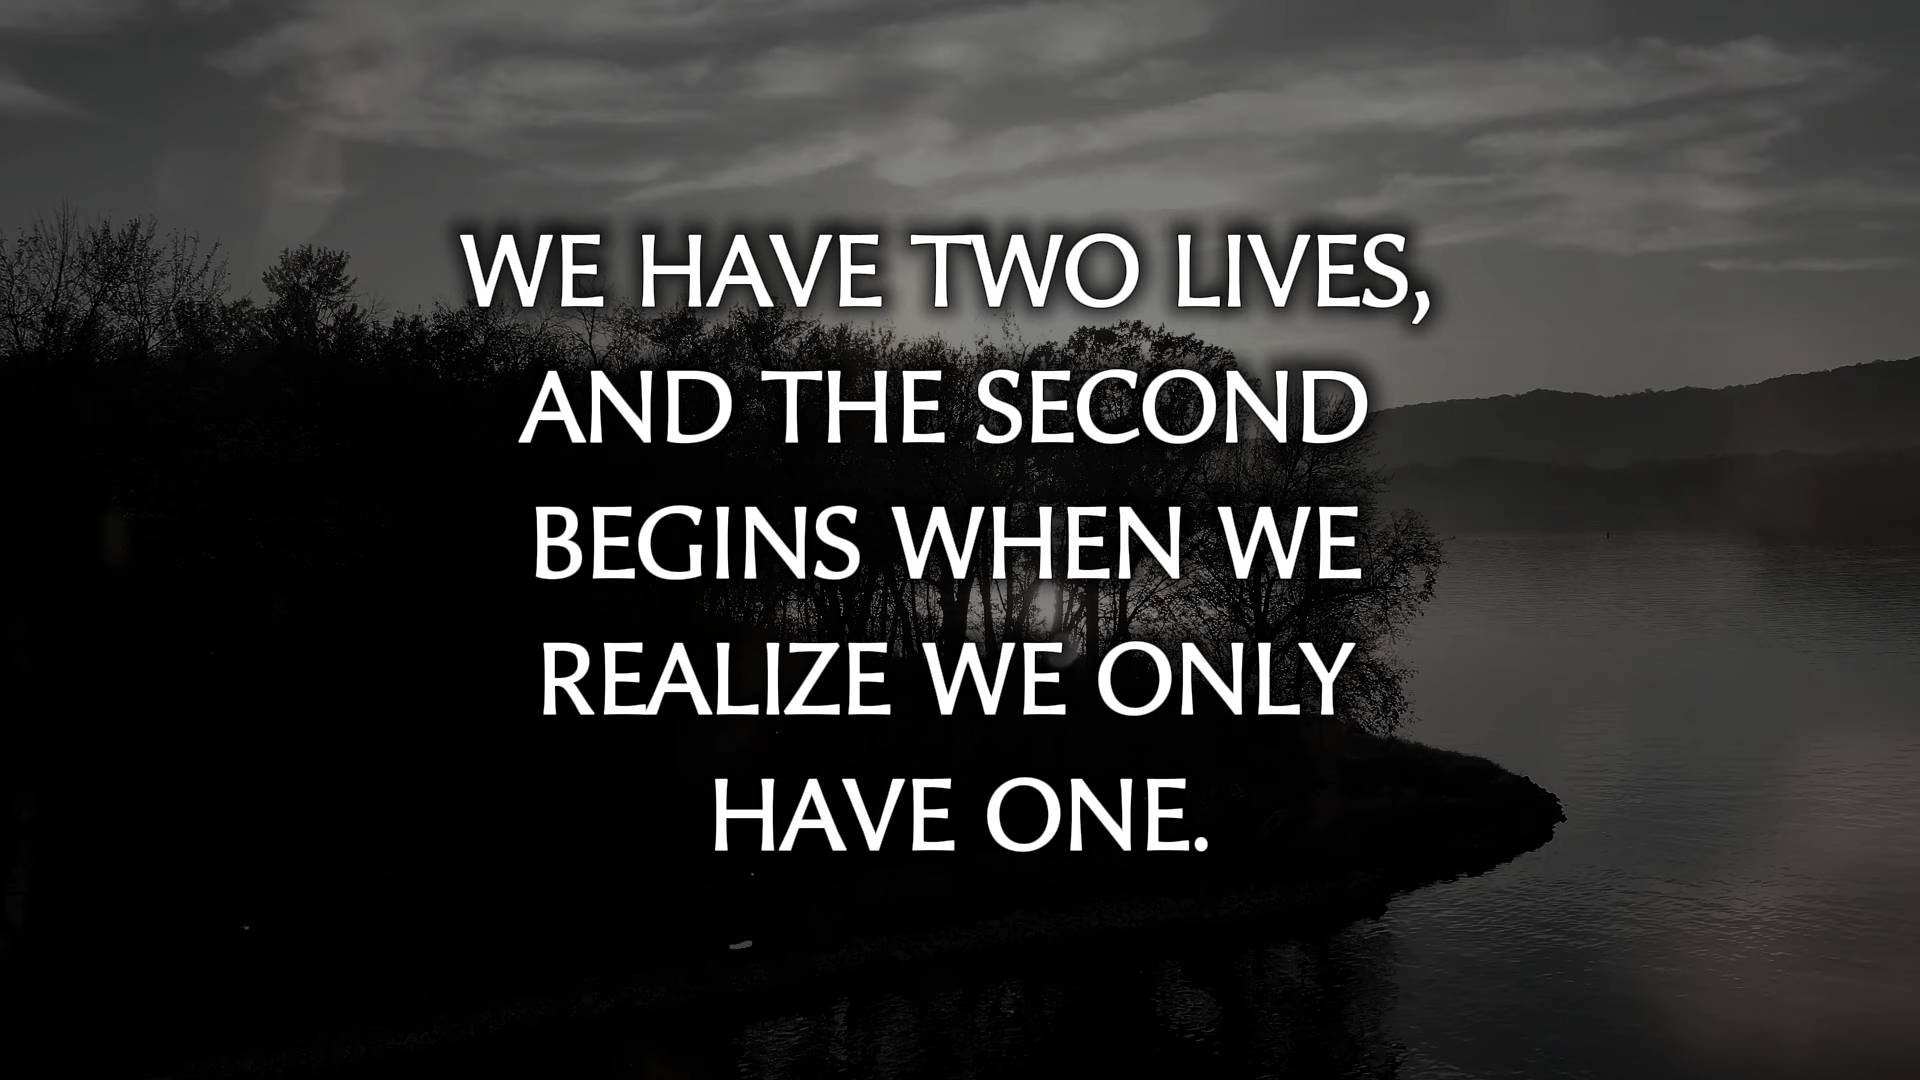 WE HAVE TWO LIVES,
AND THE SECOND
BEGINS WHEN WE
REALIZE WE ONLY
HAVE ONE.